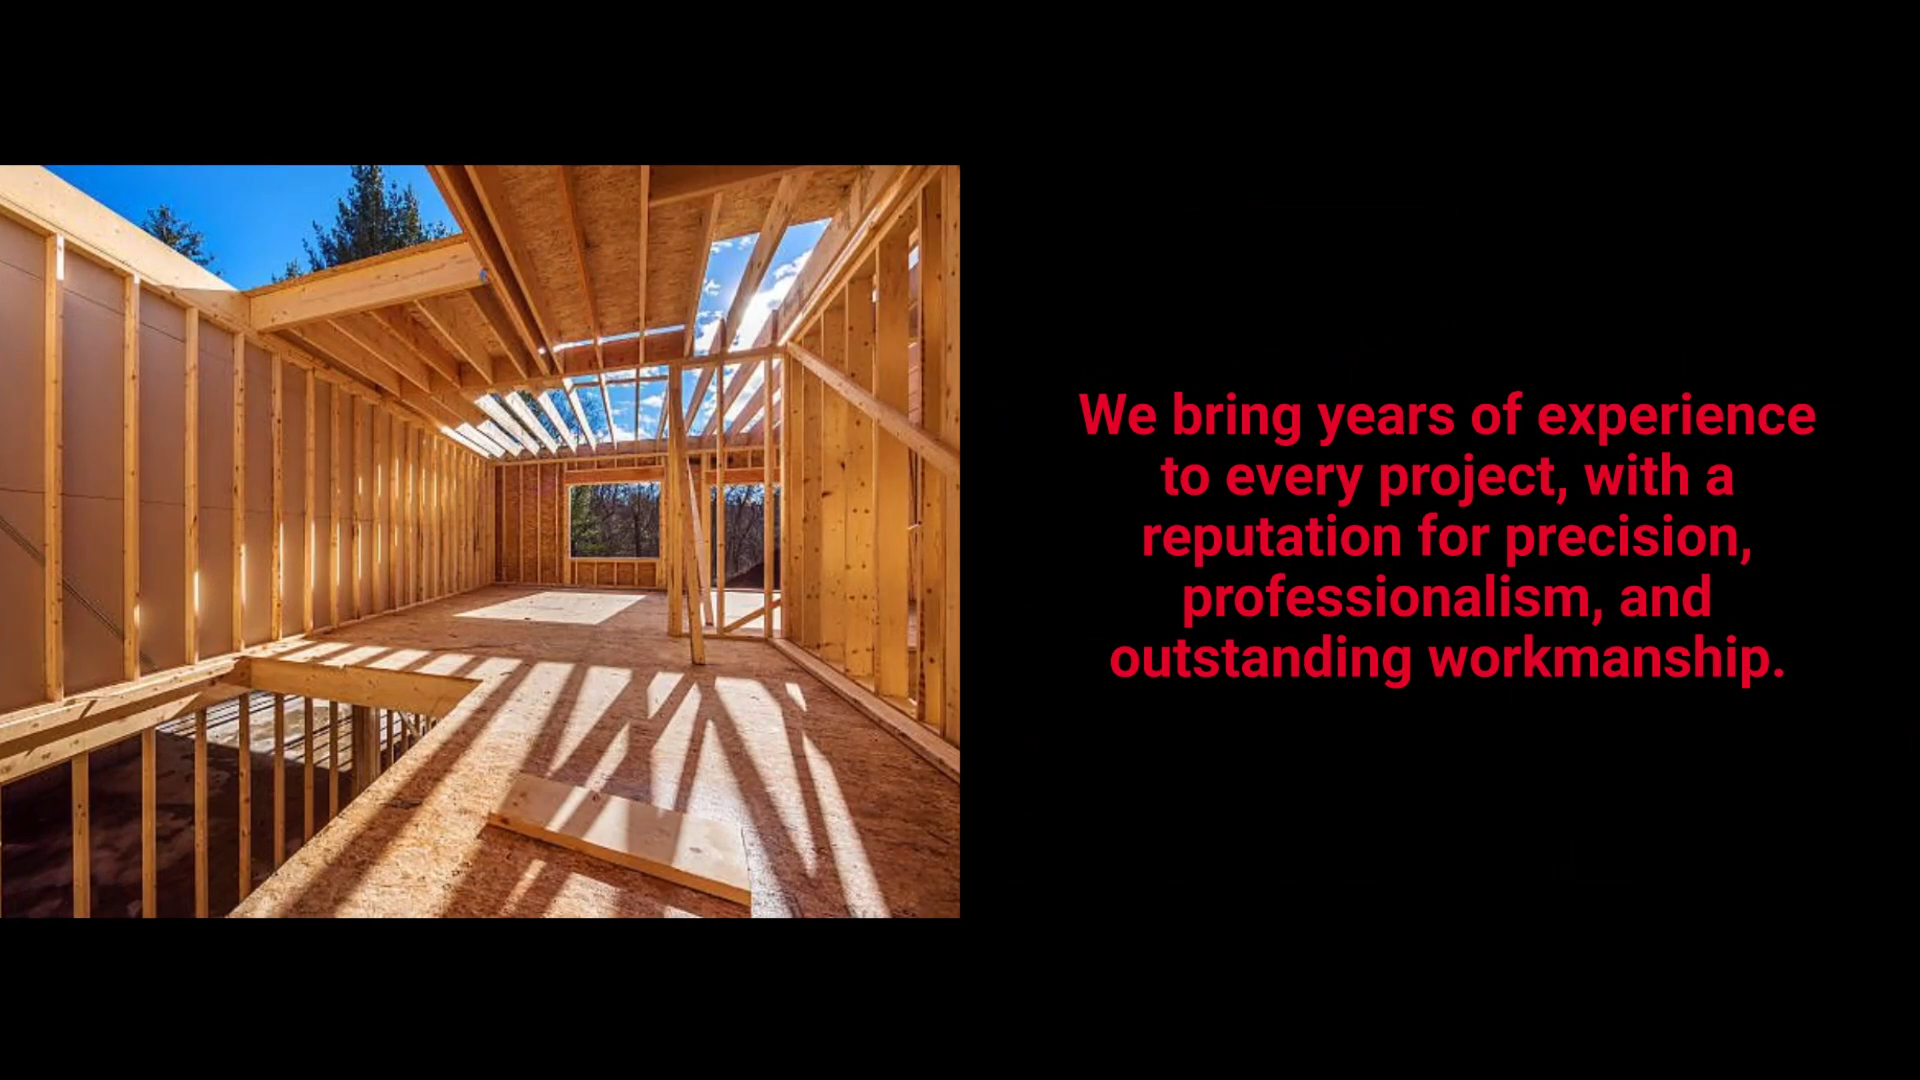 We bring years of experience
to every project, with a
reputation for precision,
professionalism, and
outstanding workmanship.